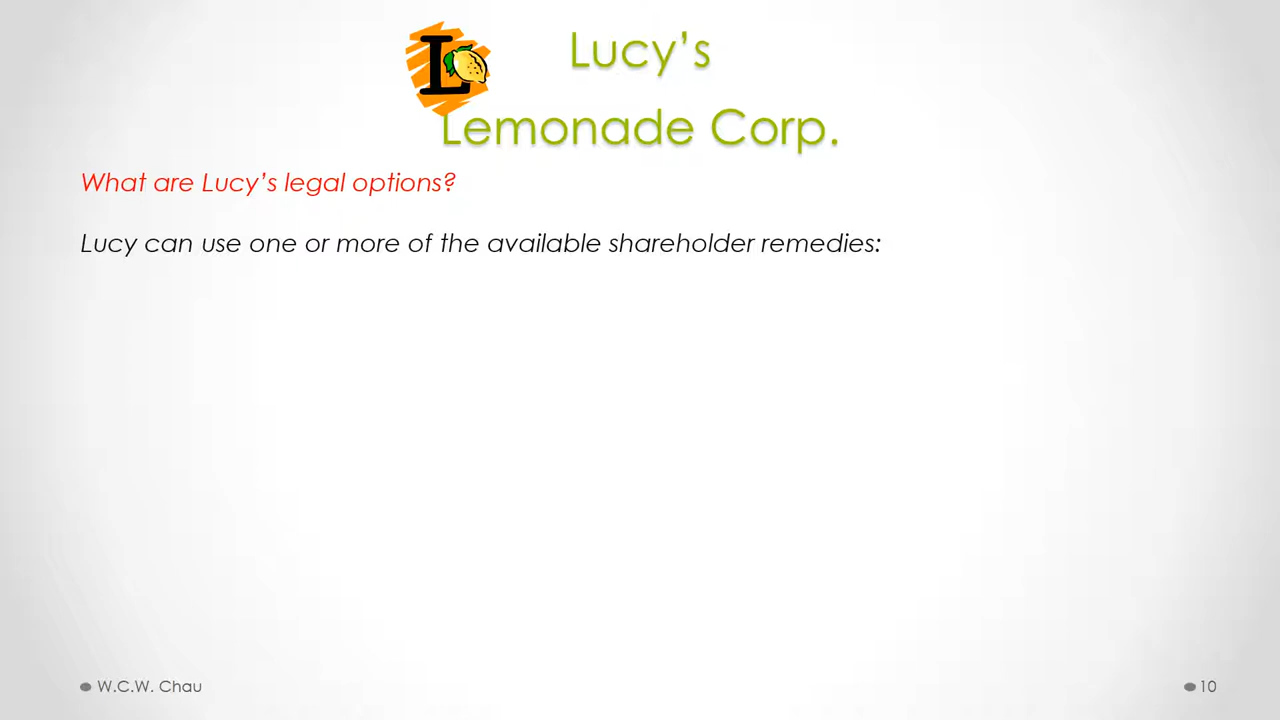 L
Lucy's
Lemonade Corp.
What are Lucy's legal options?
Lucy can use one or more of the available shareholder remedies:
W.C.W. Chau
10